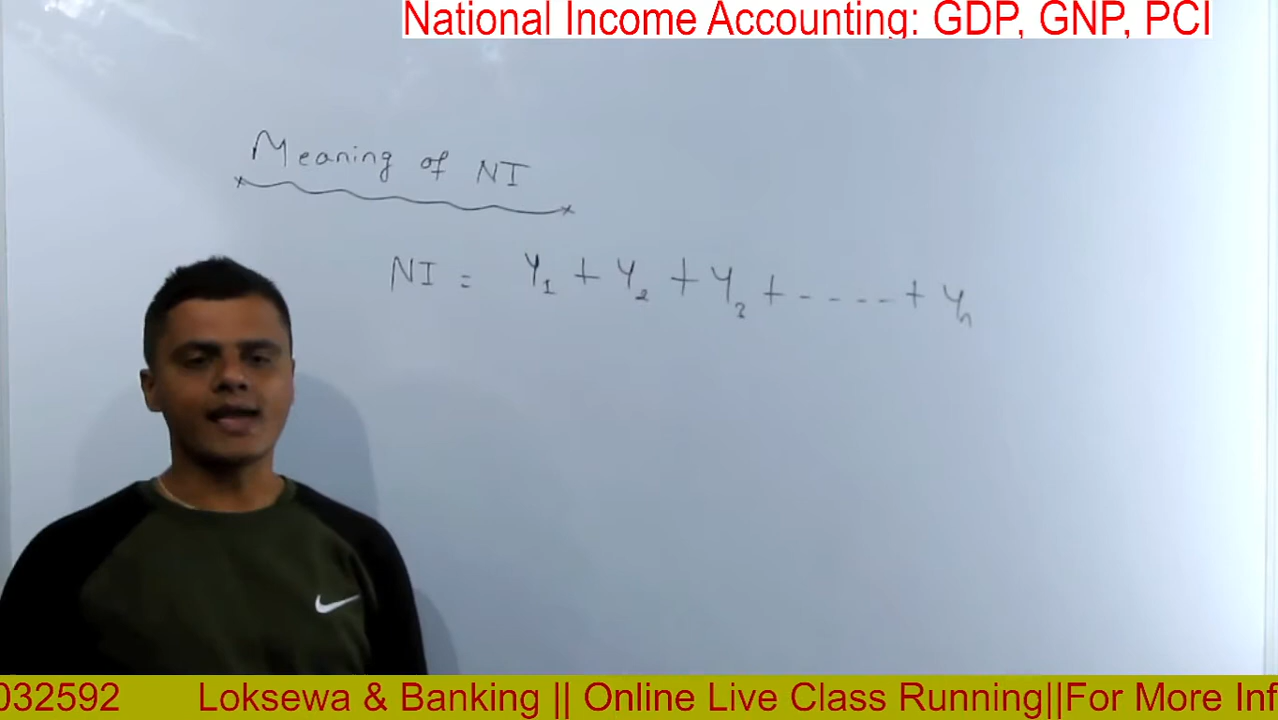 National Income Accounting: GDP, GNP, PCI
Meaning of NI
NI = Y1 + Y2 + Y3 + - - - - - + Yn
032592 Loksewa & Banking || Online Live Class Running||For More Inf